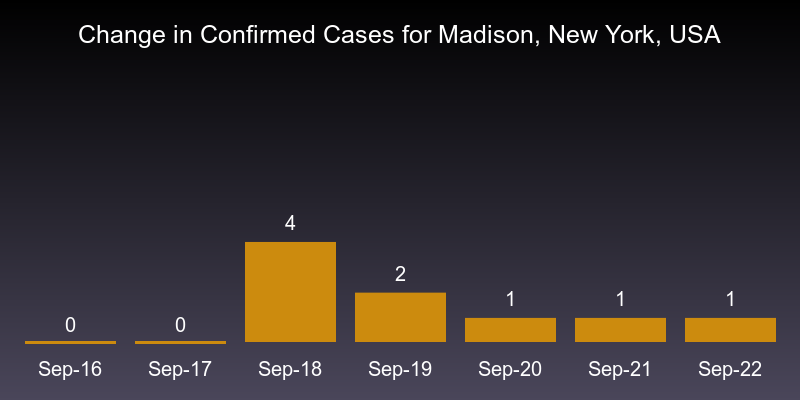 Change in Confirmed Cases for Madison, New York, USA
4
2
1 1 1
0 0
Sep-16 Sep-17 Sep-18 Sep-19 Sep-20 Sep-21 Sep-22